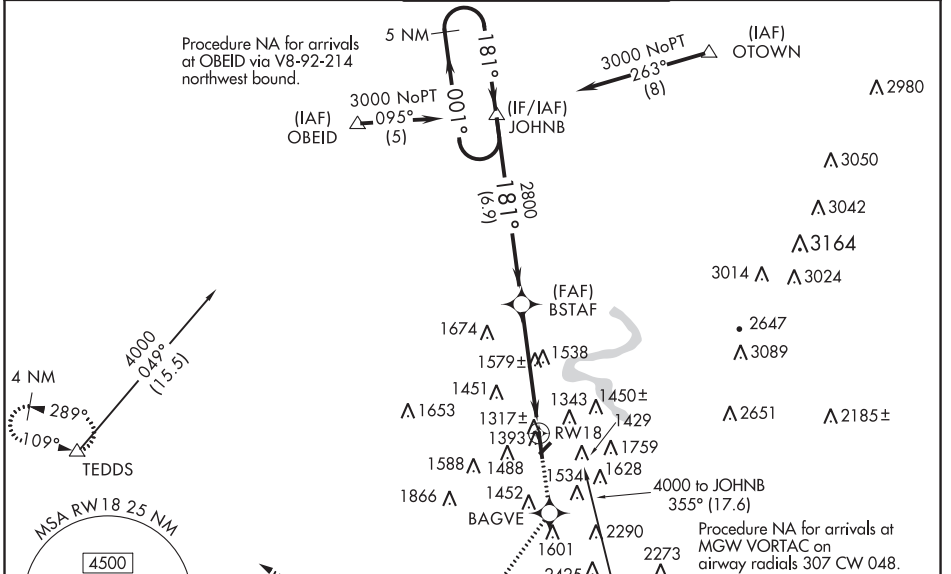 Procedure NA for arrivals
at OBEID via V8-92-214
northwest bound.
5 NM
181°
001°
(IAF)
OTOWN
3000 NoPT
263°
(8)
2980
3000 NoPT
095°
(5)
(IAF)
OBEID
(IF/IAF)
JOHNB
3050
2800
181°
(6.9)
3042
3164
3014
3024
(FAF)
BSTAF
4000
049°
(15.5)
1674
2647
1579±
1538
3089
4 NM
289°
109°
TEDDS
1451
1653
1343
1450±
1429
2651
2185±
1317±
1393
RW18
1759
1588
1488
1534
1628
4000 to JOHNB
355° (17.6)
1866
1452
BAGVE
1601
2290
Procedure NA for arrivals at
MGW VORTAC on
airway radials 307 CW 048.
MSA RW18 25 NM
4500
2273